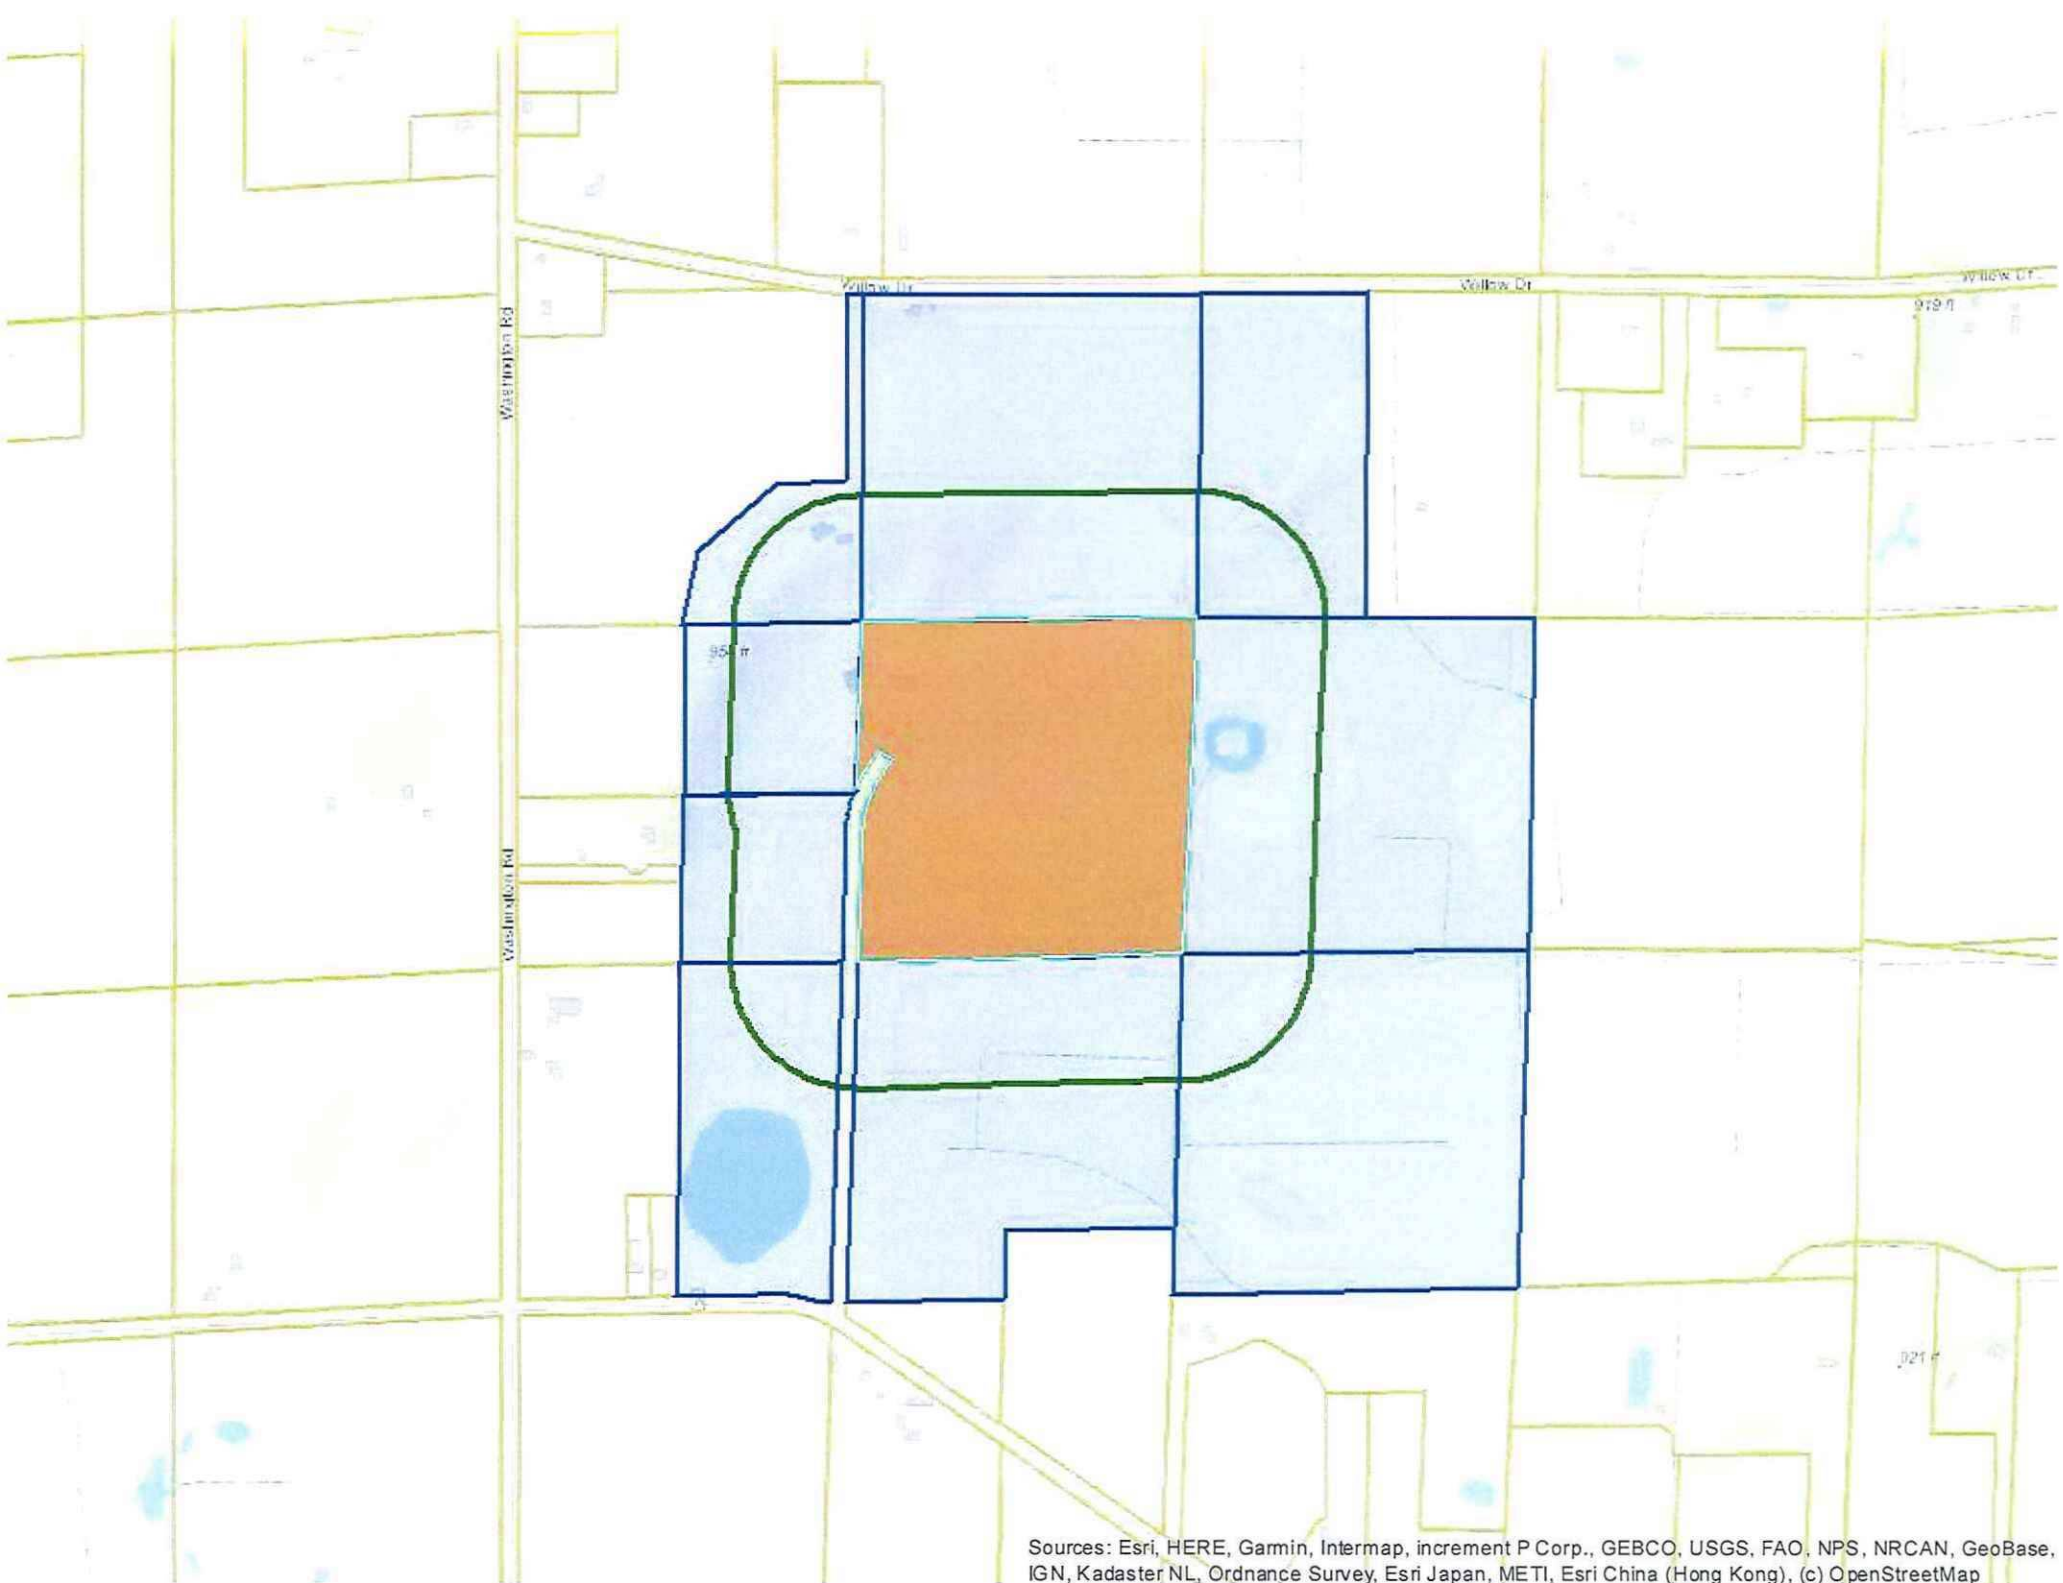 Willow Dr
Willow Dr
Willow Dr
919 ft
Washington Rd
Washington Rd
921 ft
Sources: Esri, HERE, Garmin, Intermap, increment P Corp., GEBCO, USGS, FAO, NPS, NRCAN, GeoBase,
IGN, Kadaster NL, Ordnance Survey, Esri Japan, METI, Esri China (Hong Kong), (c) OpenStreetMap